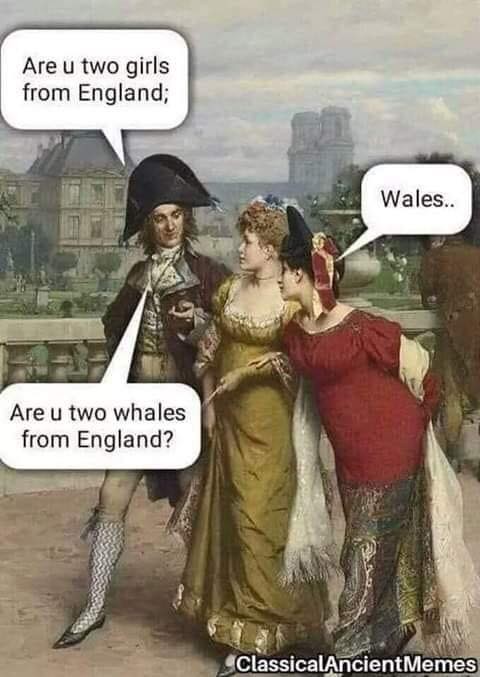 Are u two girls
from England;
Wales..
Are u two whales
from England?
ClassicalAncientMemes